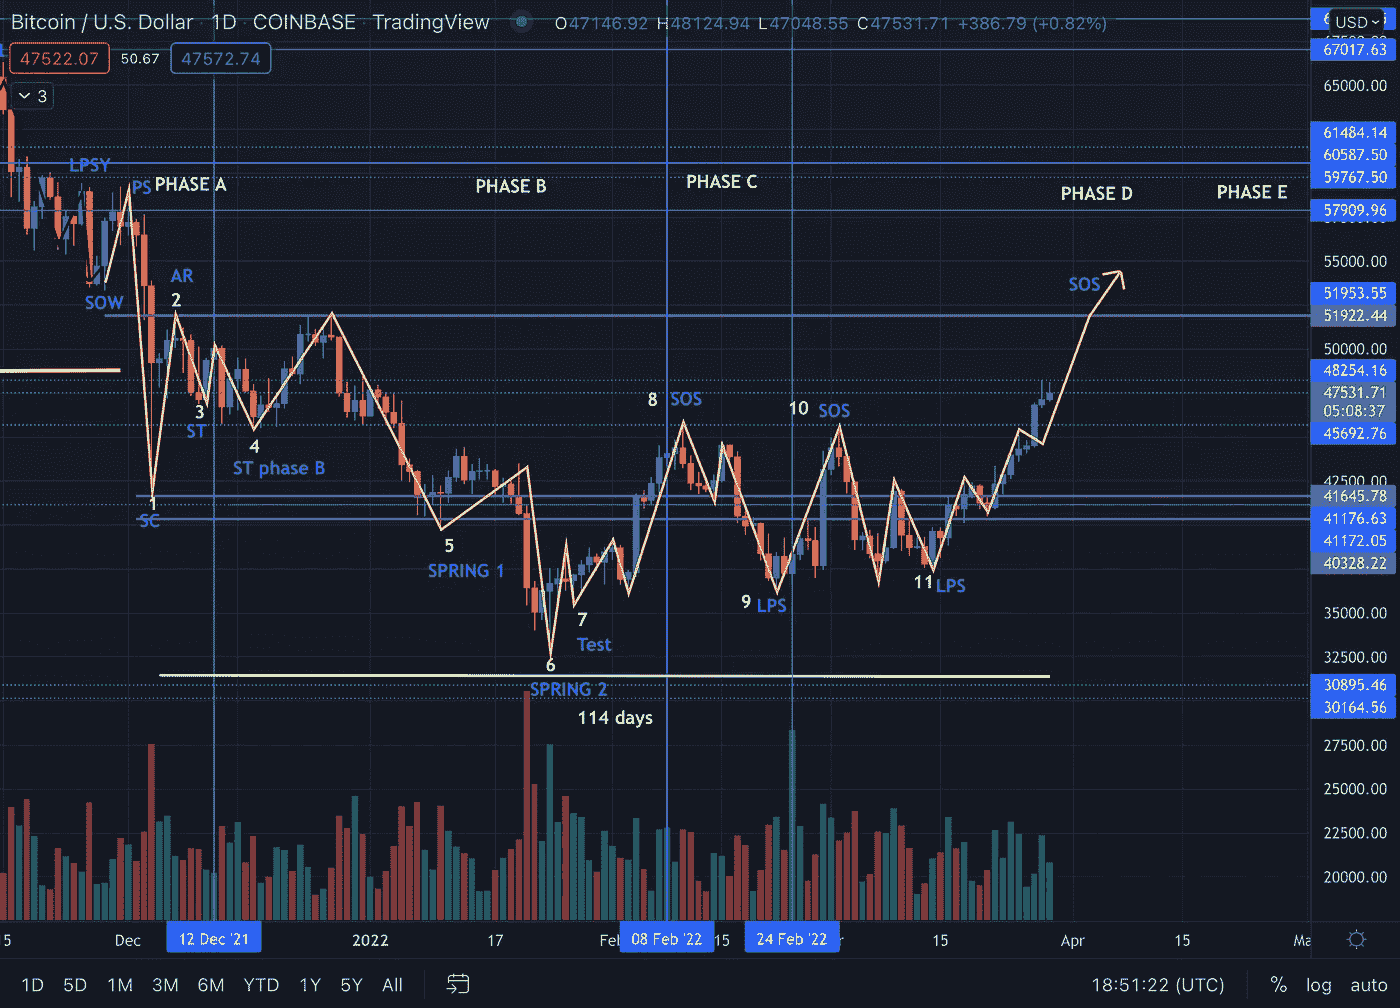 Bitcoin / U.S. Dollar · 1D · COINBASE · TradingView O47146.92 H48124.94 L47048.55 C47531.71 +386.79 (+0.82%)
USD
47522.07 50.67 47572.74
3
67017.63
65000.00
61484.14
60587.50
59767.50
57909.96
55000.00
51953.55
51922.44
50000.00
48254.16
47531.71
05:08:37
45692.76
42500.00
41645.78
41176.63
41172.05
40328.22
35000.00
32500.00
30895.46
30164.56
27500.00
25000.00
22500.00
20000.00
LPSY
PS PHASE A
PHASE B
PHASE C
PHASE D
PHASE E
SOW
AR
2
SOS
3
ST
4
ST phase B
1
SC
5
SPRING 1
6
SPRING 2
7
Test
114 days
8 SOS
9 LPS
10 SOS
11 LPS
5 Dec 12 Dec '21 2022 17 Fel 08 Feb '22 15 24 Feb '22 r 15 Apr 15 Ma
1D 5D 1M 3M 6M YTD 1Y 5Y All 18:51:22 (UTC) % log auto